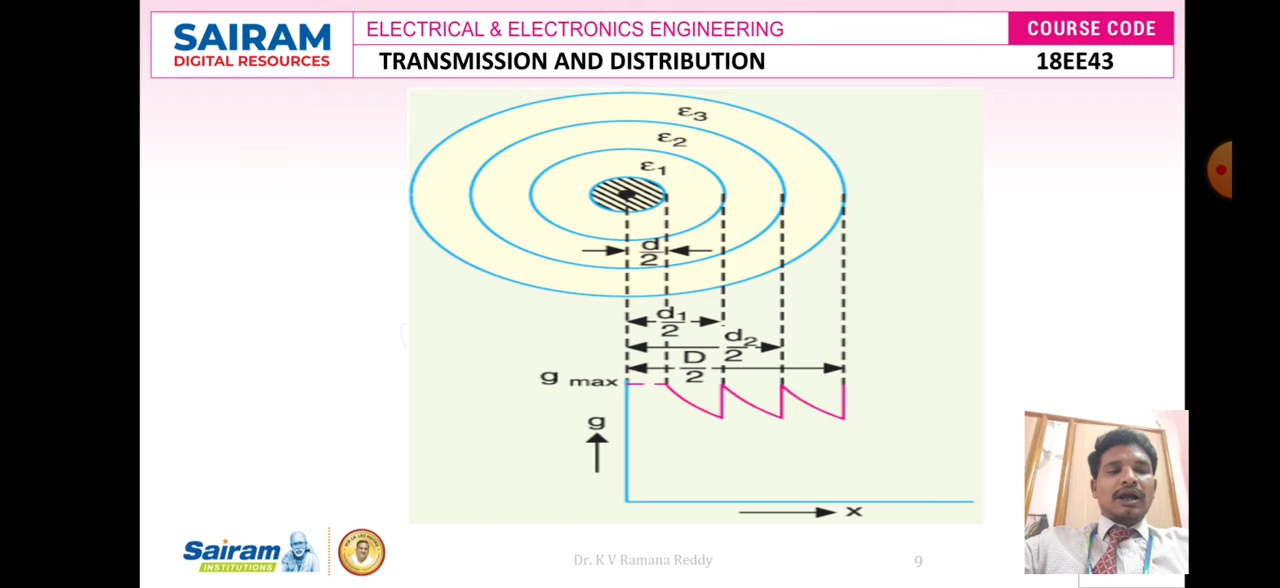 SAIRAM
DIGITAL RESOURCES
ELECTRICAL & ELECTRONICS ENGINEERING
COURSE CODE
TRANSMISSION AND DISTRIBUTION
18EE43
ε3
ε2
ε1
d
2
d1
2
d2
2
D
2
g max
g
x
Sairam
INSTITUTIONS
Dr. K V Ramana Reddy
9